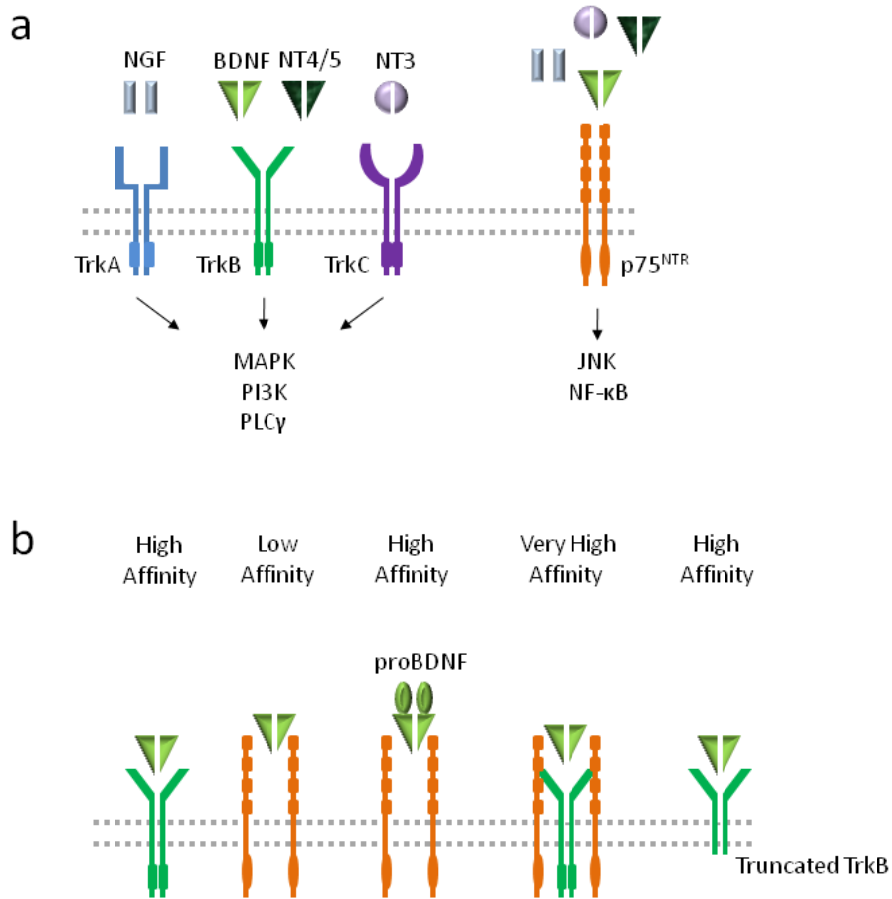 a
NGF
BDNF
NT4/5
NT3
TrkA
TrkB
TrkC
p75NTR
MAPK
PI3K
PLCγ
JNK
NF-κB
b
High
Affinity
Low
Affinity
High
Affinity
Very High
Affinity
High
Affinity
proBDNF
Truncated TrkB